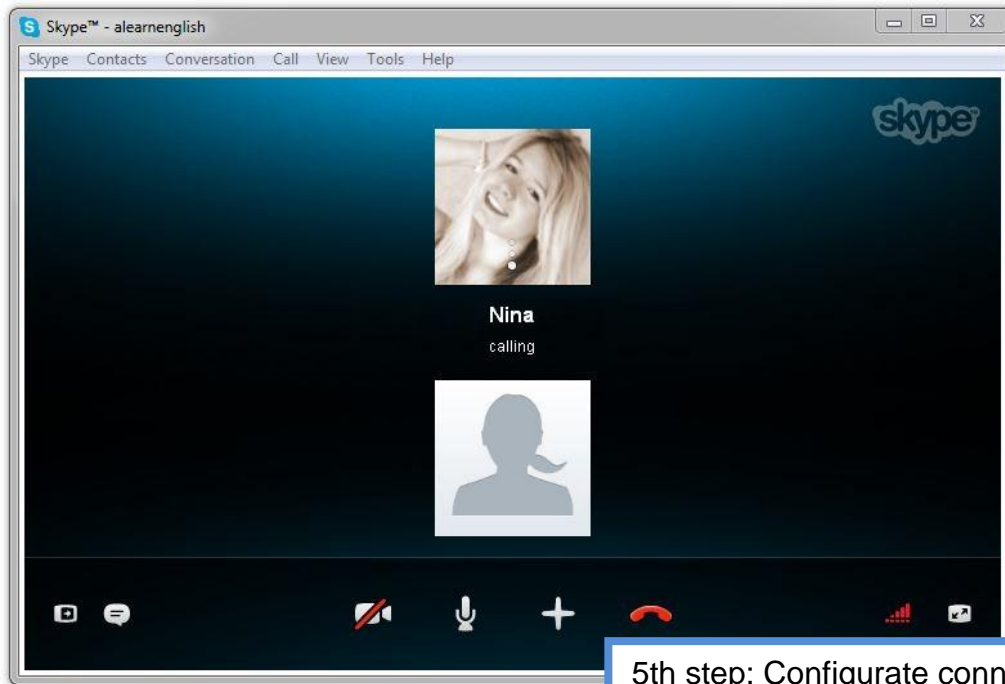 Skype™ - alearnenglish
Skype Contacts Conversation Call View Tools Help
skype
Nina
calling
5th step: Configurate conn